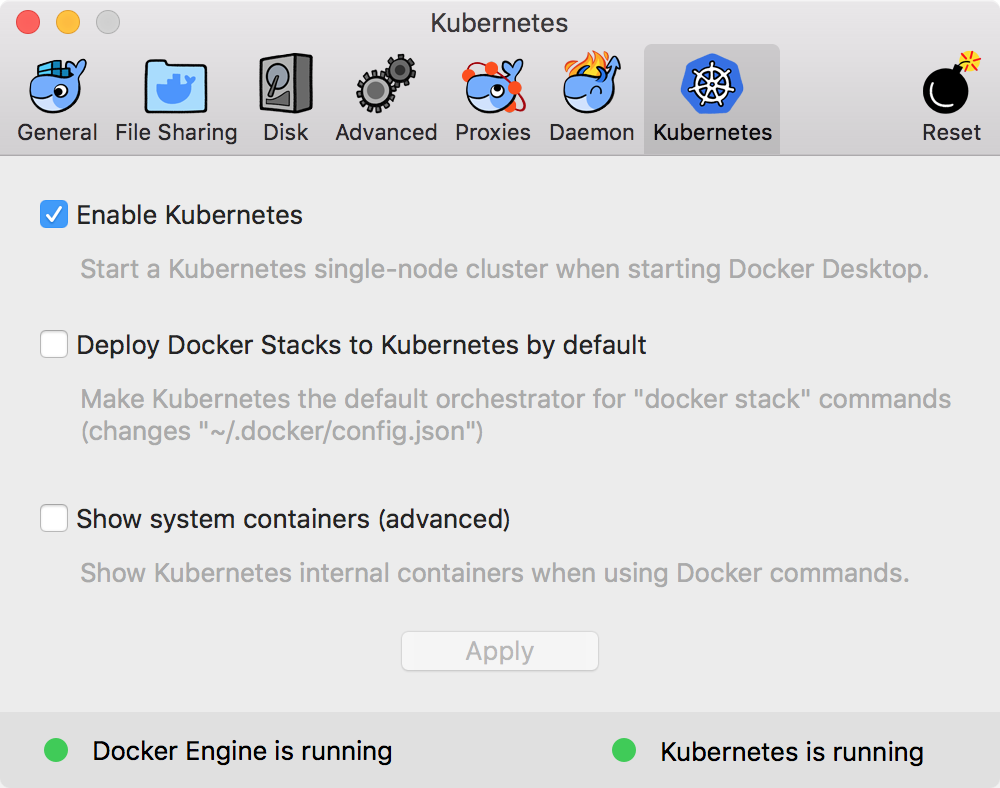 Kubernetes
General
File Sharing
Disk
Advanced
Proxies
Daemon
Kubernetes
Reset
Enable Kubernetes
Start a Kubernetes single-node cluster when starting Docker Desktop.
Deploy Docker Stacks to Kubernetes by default
Make Kubernetes the default orchestrator for "docker stack" commands
(changes "~/.docker/config.json")
Show system containers (advanced)
Show Kubernetes internal containers when using Docker commands.
Apply
Docker Engine is running
Kubernetes is running